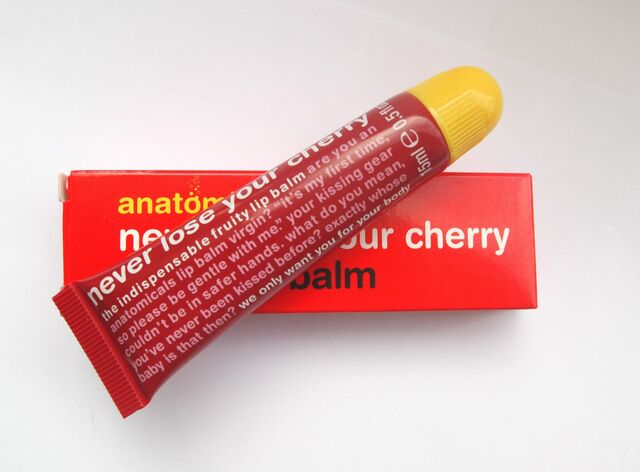 never lose your cherry
the indispensable fruity lip balm are you an
anatomicals lip balm virgin? "it's my first time,
so please be gentle with me." your kissing gear
couldn't be in safer hands. what do you mean,
you've never been kissed before? exactly whose
baby is that then? we only want you for your body
15ml e 0.5fl
anatom
ne our cherry
balm